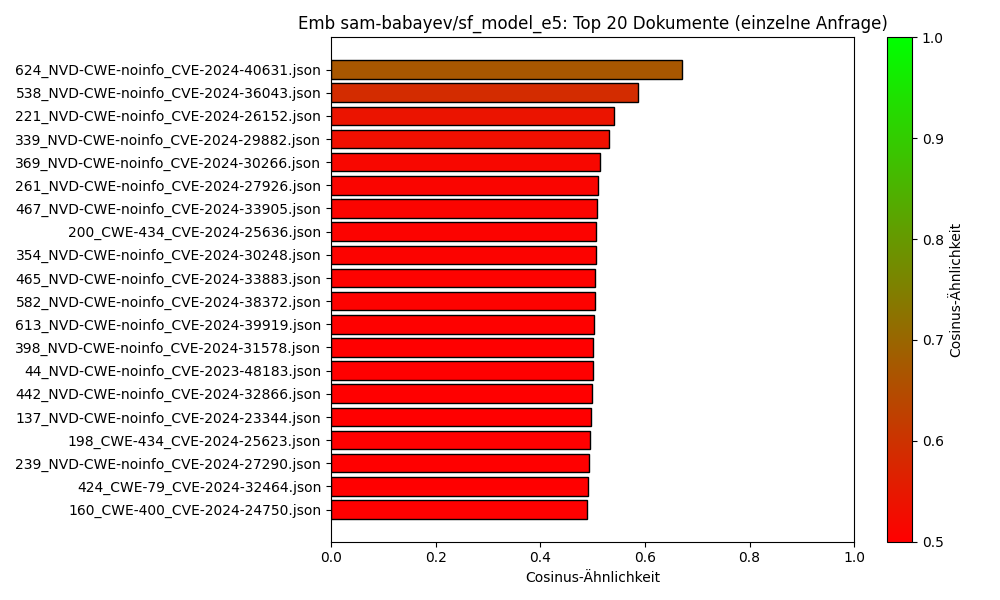 Emb sam-babayev/sf_model_e5: Top 20 Dokumente (einzelne Anfrage)
624_NVD-CWE-noinfo_CVE-2024-40631.json
538_NVD-CWE-noinfo_CVE-2024-36043.json
221_NVD-CWE-noinfo_CVE-2024-26152.json
339_NVD-CWE-noinfo_CVE-2024-29882.json
369_NVD-CWE-noinfo_CVE-2024-30266.json
261_NVD-CWE-noinfo_CVE-2024-27926.json
467_NVD-CWE-noinfo_CVE-2024-33905.json
200_CWE-434_CVE-2024-25636.json
354_NVD-CWE-noinfo_CVE-2024-30248.json
465_NVD-CWE-noinfo_CVE-2024-33883.json
582_NVD-CWE-noinfo_CVE-2024-38372.json
613_NVD-CWE-noinfo_CVE-2024-39919.json
398_NVD-CWE-noinfo_CVE-2024-31578.json
44_NVD-CWE-noinfo_CVE-2023-48183.json
442_NVD-CWE-noinfo_CVE-2024-32866.json
137_NVD-CWE-noinfo_CVE-2024-23344.json
198_CWE-434_CVE-2024-25623.json
239_NVD-CWE-noinfo_CVE-2024-27290.json
424_CWE-79_CVE-2024-32464.json
160_CWE-400_CVE-2024-24750.json
0.0 0.2 0.4 0.6 0.8 1.0
Cosinus-Ähnlichkeit
1.0
0.9
0.8
0.7
0.6
0.5
Cosinus-Ähnlichkeit